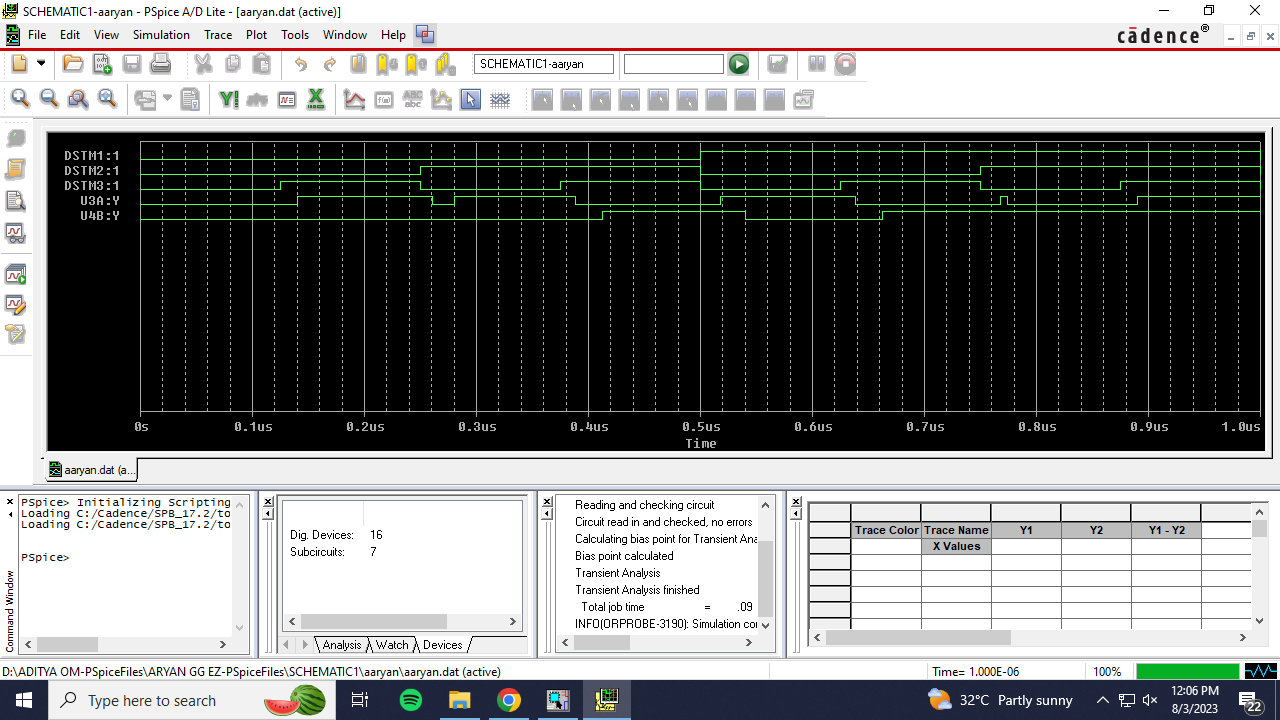 SCHEMATIC1-aaryan - PSpice A/D Lite - [aaryan.dat (active)]
File Edit View Simulation Trace Plot Tools Window Help
cādence®
SCHEMATIC1-aaryan
DSTM1:1
DSTM2:1
DSTM3:1
U3A:Y
U4B:Y
0s 0.1us 0.2us 0.3us 0.4us 0.5us 0.6us 0.7us 0.8us 0.9us 1.0us
Time
aaryan.dat (a...
Command Window
PSpice> Initializing Scripting
Loading C:/Cadence/SPB_17.2/to
Loading C:/Cadence/SPB_17.2/to
PSpice>
Dig. Devices: 16
Subcircuits: 7
Analysis Watch Devices
Reading and checking circuit
Circuit read in and checked, no errors
Calculating bias point for Transient Ana
Bias point calculated
Transient Analysis
Transient Analysis finished
Total job time = .09
INFO(ORPROBE-3190): Simulation cor
Trace Color Trace Name Y1 Y2 Y1 - Y2
X Values
D:\ADITYA OM-PSpiceFiles\ARYAN GG EZ-PSpiceFiles\SCHEMATIC1\aaryan\aaryan.dat (active)
Time= 1.000E-06 100%
Type here to search
32°C Partly sunny
12:06 PM
8/3/2023
22